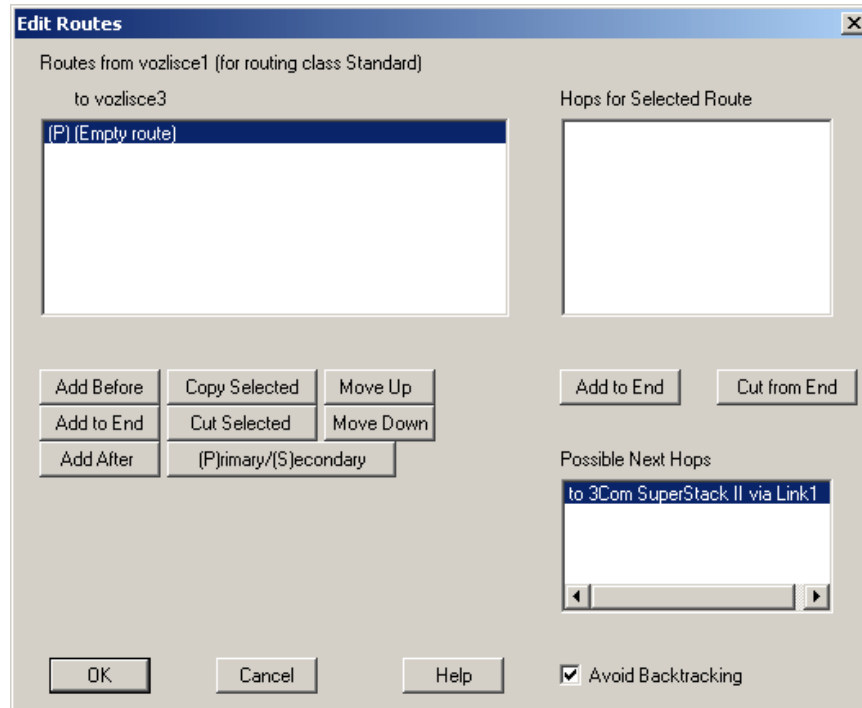 Edit Routes
Routes from vozlisce1 (for routing class Standard)
to vozlisce3
(P) (Empty route)
Hops for Selected Route
Add Before
Copy Selected
Move Up
Add to End
Cut Selected
Move Down
Add After
(P)rimary/(S)econdary
Add to End
Cut from End
Possible Next Hops
to 3Com SuperStack II via Link1
OK
Cancel
Help
Avoid Backtracking